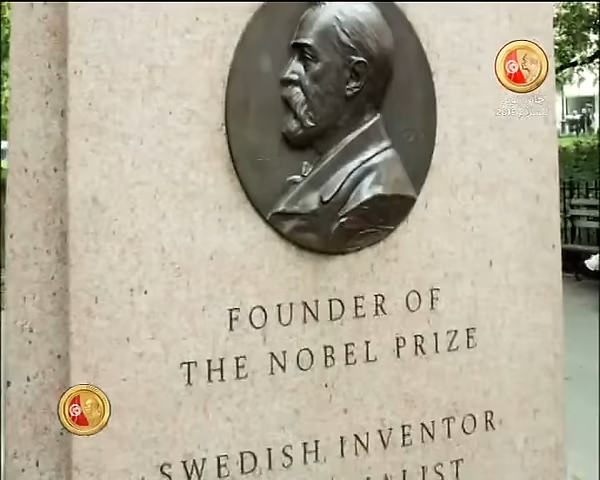 FOUNDER OF
THE NOBEL PRIZE
SWEDISH INVENTOR